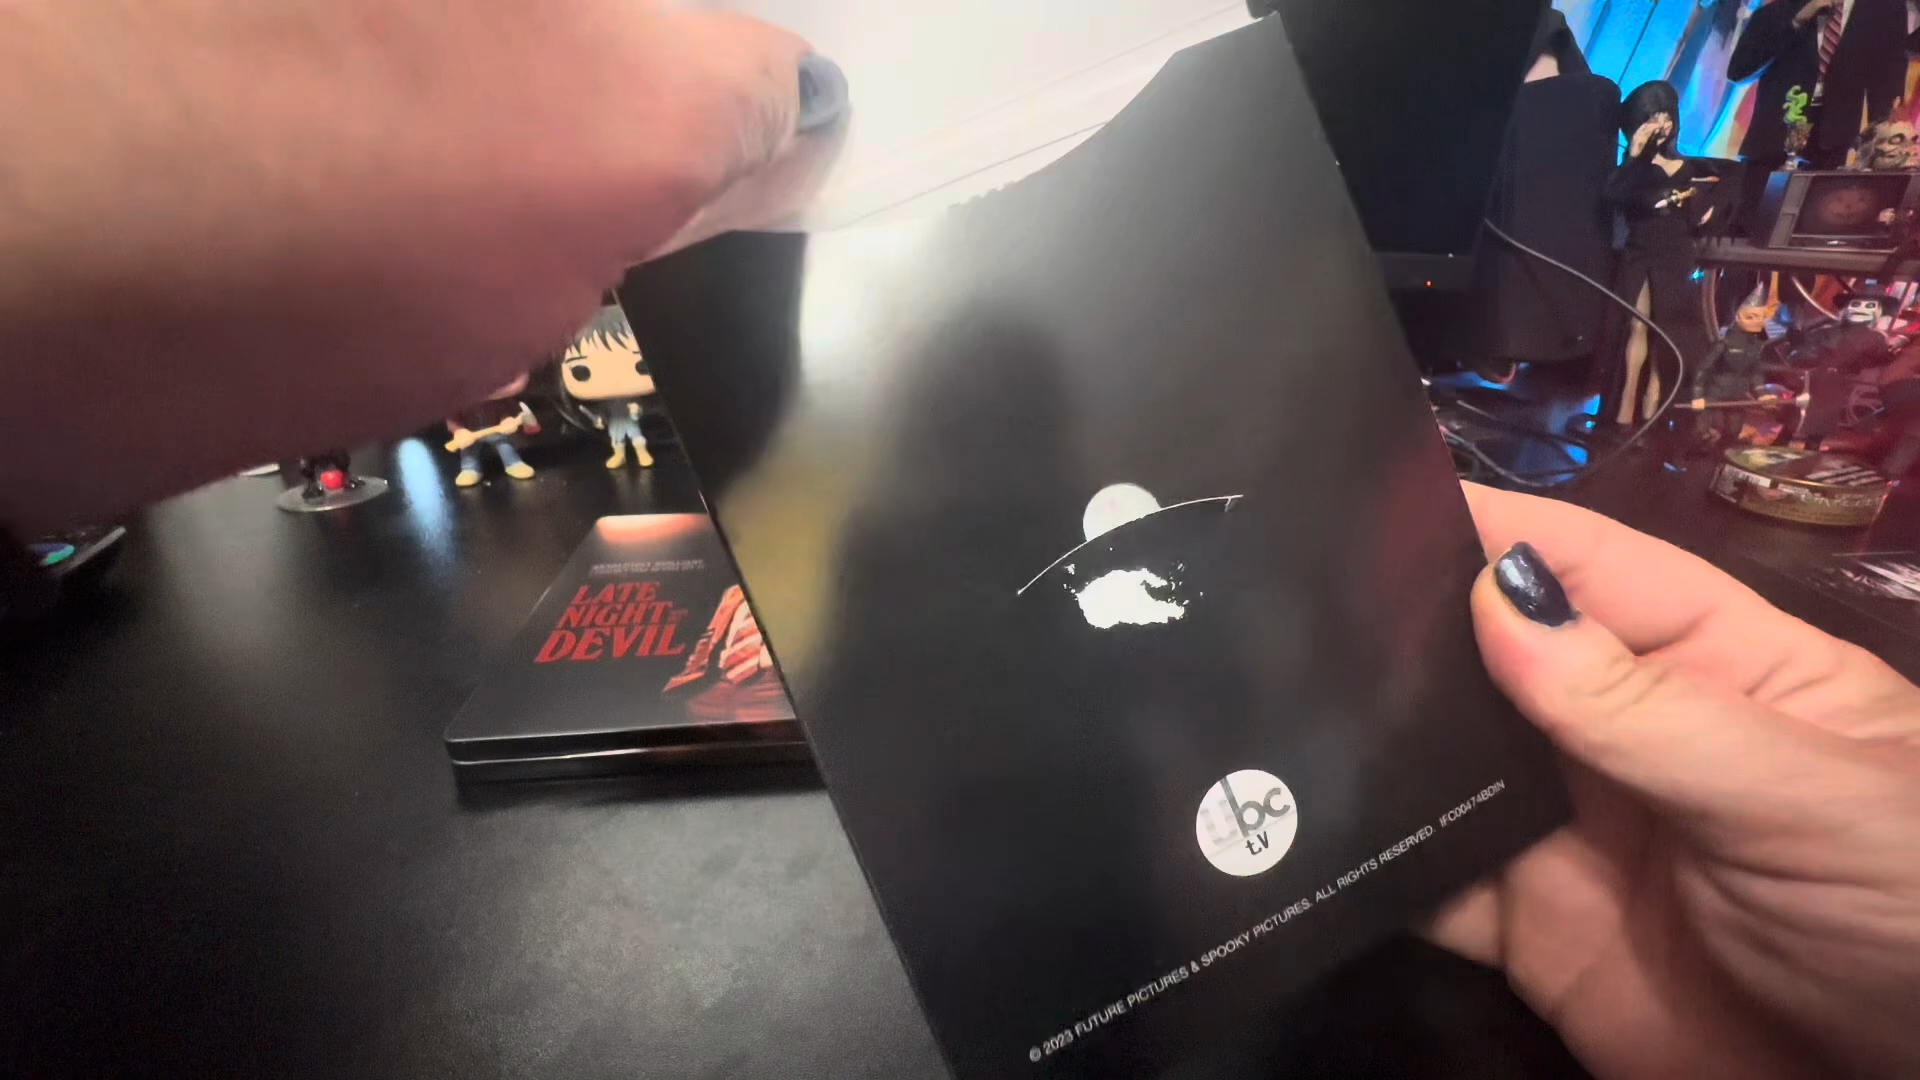 LATE
NIGHT
DEVIL
ubc
tv
© 2023 FUTURE PICTURES & SPOOKY PICTURES. ALL RIGHTS RESERVED. IFC00474BDIN